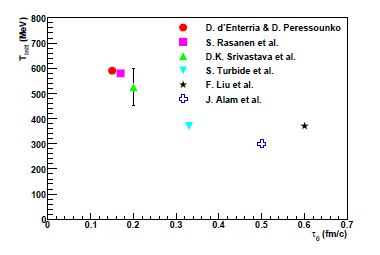 800
700
600
500
400
300
200
100
0
T_init (MeV)
D. d'Enterria & D. Peressounko
S. Rasanen et al.
D.K. Srivastava et al.
S. Turbide et al.
F. Liu et al.
J. Alam et al.
0 0.1 0.2 0.3 0.4 0.5 0.6 0.7
τ₀ (fm/c)